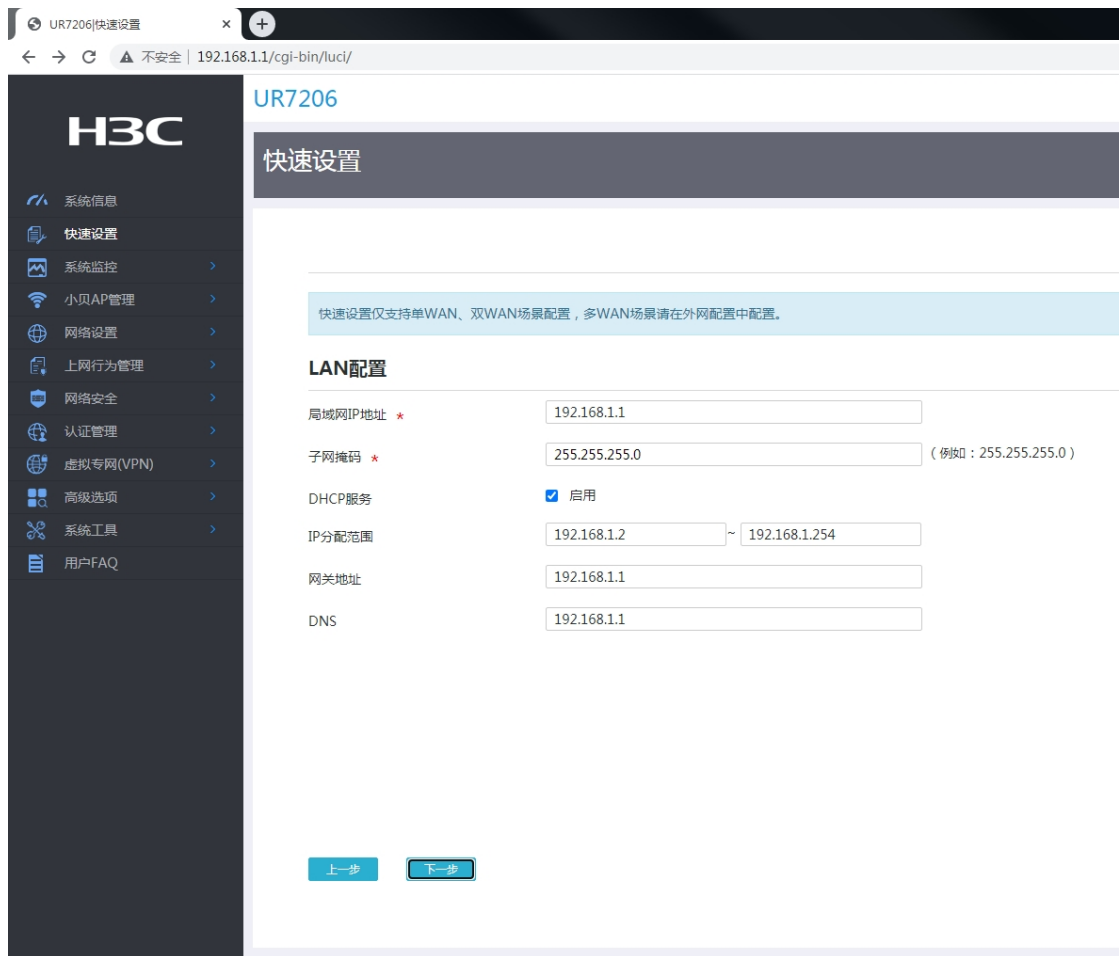 UR7206|快速设置
不安全 | 192.168.1.1/cgi-bin/luci/
H3C
系统信息
快速设置
系统监控
小贝AP管理
网络设置
上网行为管理
网络安全
认证管理
虚拟专网(VPN)
高级选项
系统工具
用户FAQ
UR7206
快速设置
快速设置仅支持单WAN、双WAN场景配置，多WAN场景请在外网配置中配置。
LAN配置
局域网IP地址 * 192.168.1.1
子网掩码 * 255.255.255.0 （例如：255.255.255.0）
DHCP服务 启用
IP分配范围 192.168.1.2 ~ 192.168.1.254
网关地址 192.168.1.1
DNS 192.168.1.1
上一步 下一步